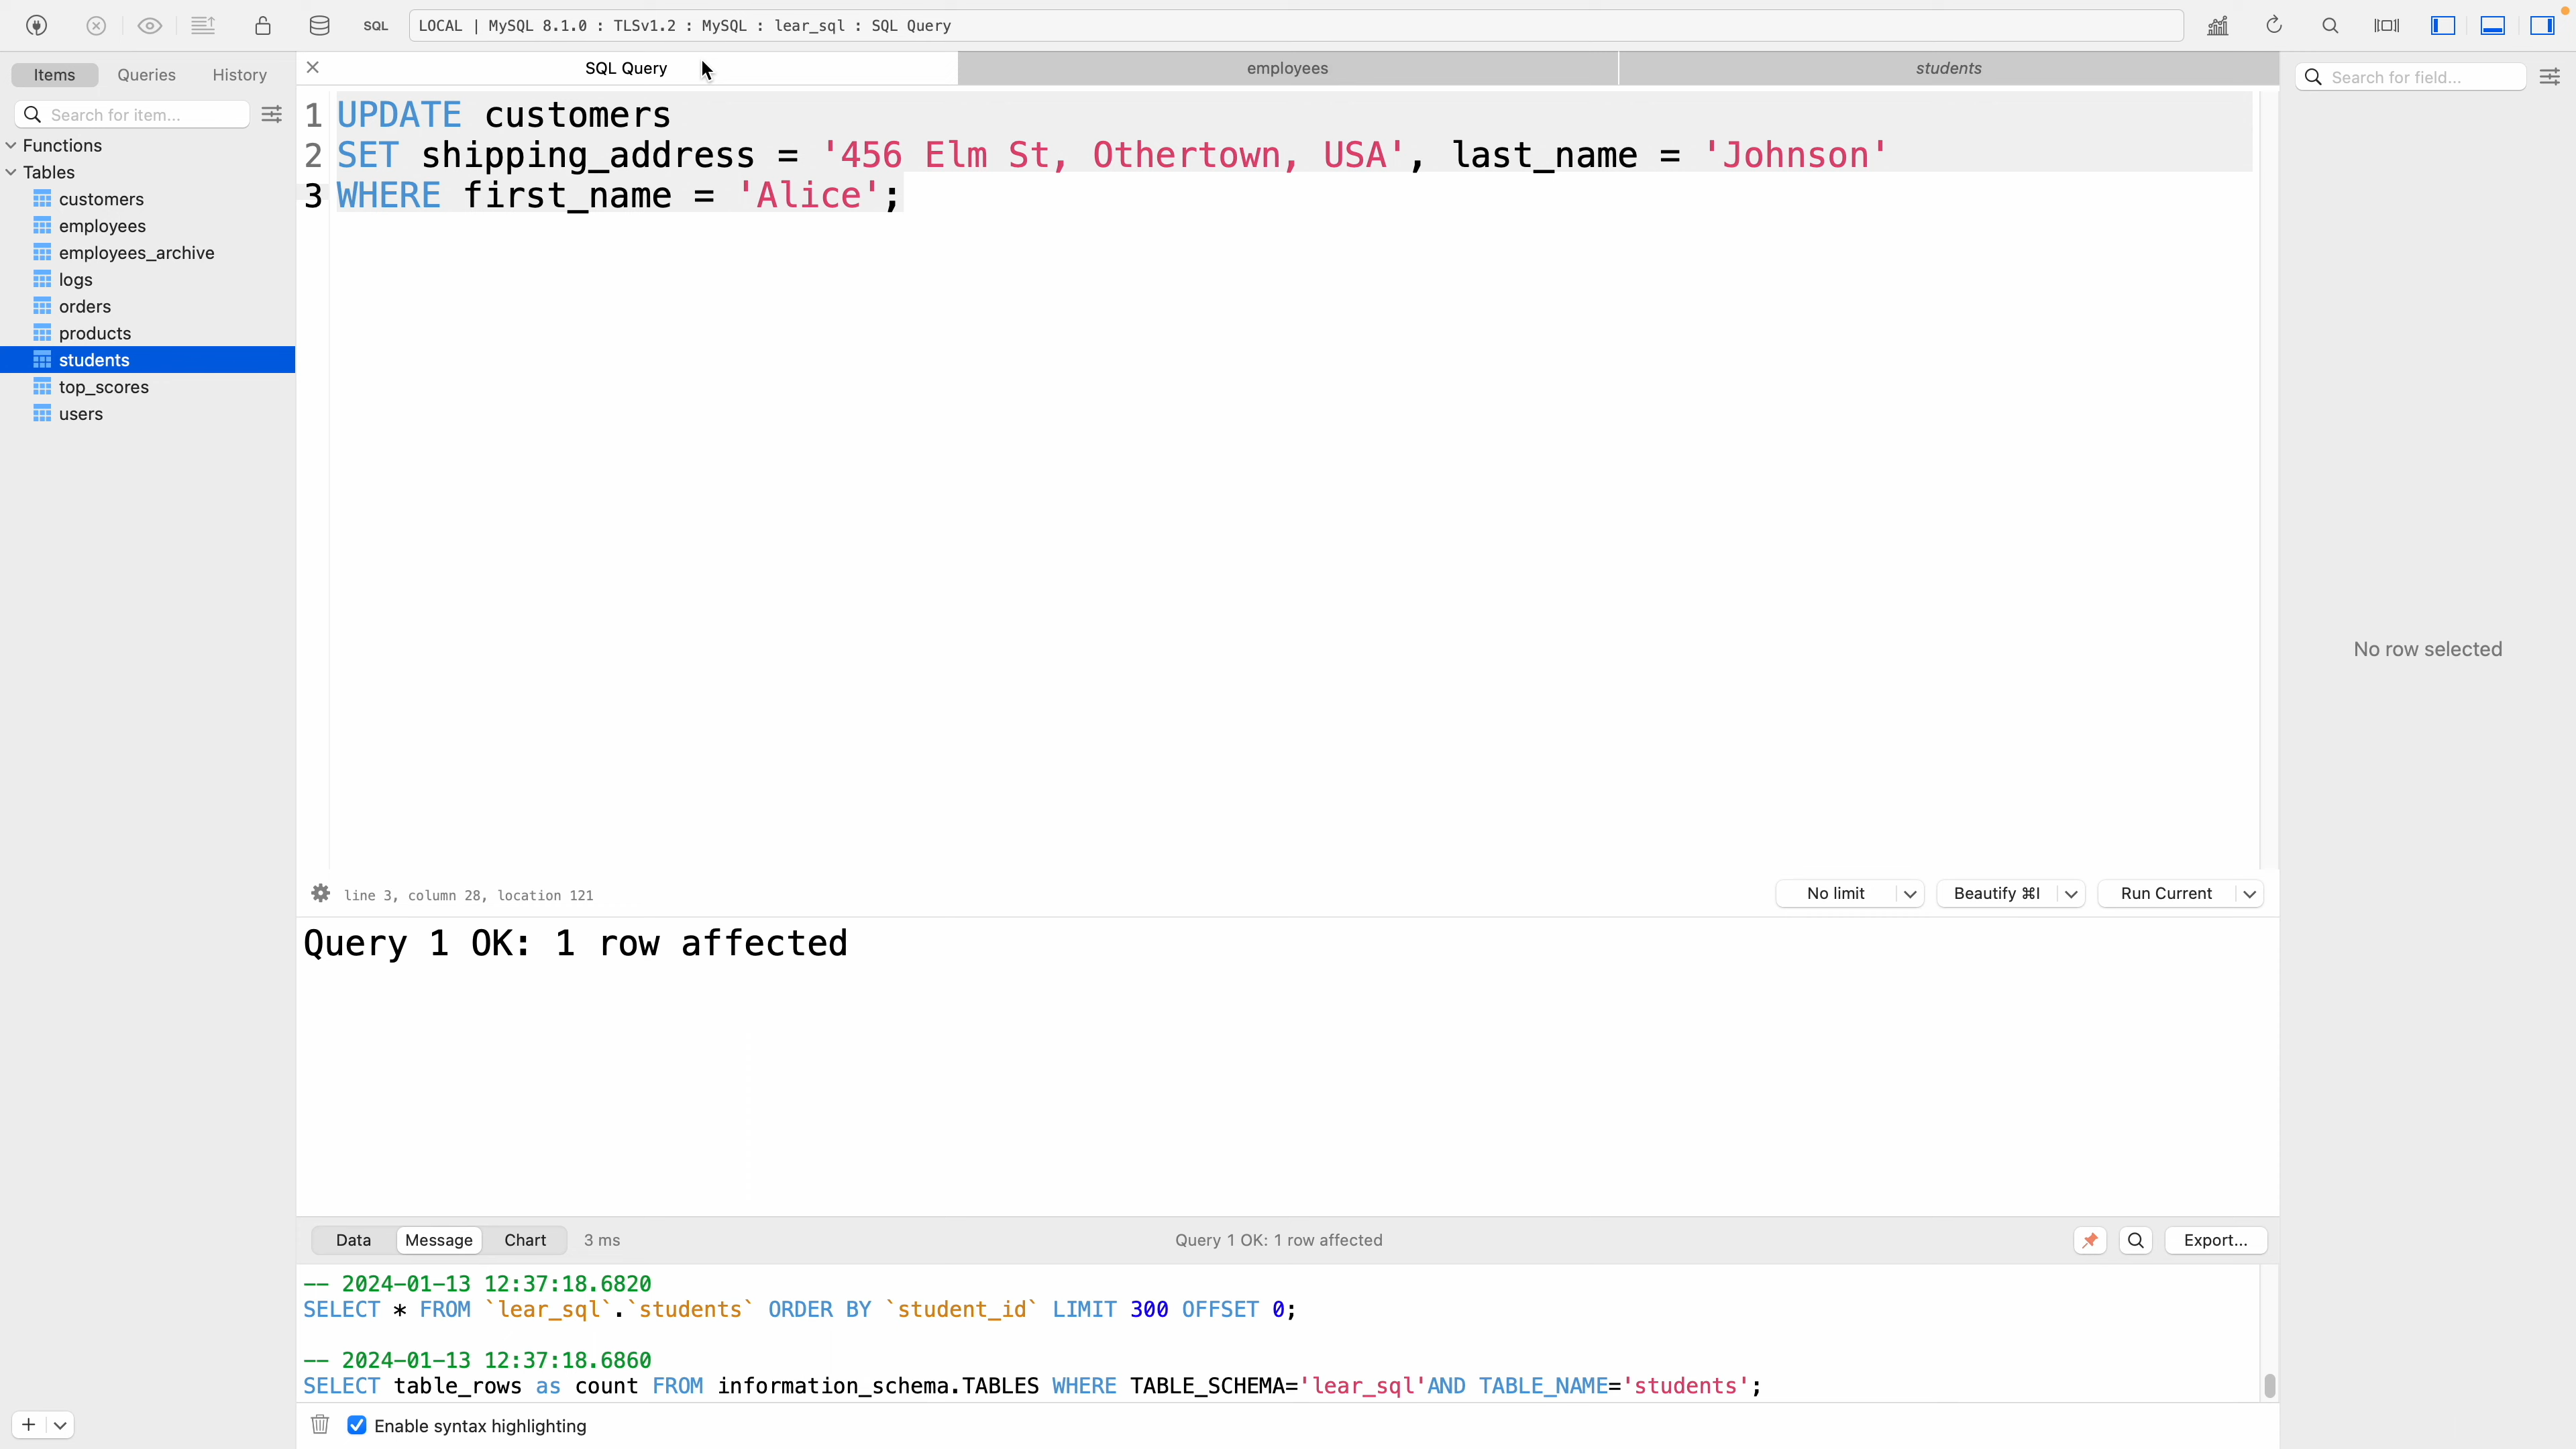 SQL
LOCAL | MySQL 8.1.0 : TLSv1.2 : MySQL : lear_sql : SQL Query
Items
Queries
History
Search for item...
Functions
Tables
customers
employees
employees_archive
logs
orders
products
students
top_scores
users
SQL Query
employees
students
1 UPDATE customers
2 SET shipping_address = '456 Elm St, Othertown, USA', last_name = 'Johnson'
3 WHERE first_name = 'Alice';
line 3, column 28, location 121
No limit
Beautify ⌘I
Run Current
Query 1 OK: 1 row affected
Data
Message
Chart
3 ms
Query 1 OK: 1 row affected
Export...
-- 2024-01-13 12:37:18.6820
SELECT * FROM `lear_sql`.`students` ORDER BY `student_id` LIMIT 300 OFFSET 0;
-- 2024-01-13 12:37:18.6860
SELECT table_rows as count FROM information_schema.TABLES WHERE TABLE_SCHEMA='lear_sql'AND TABLE_NAME='students';
Enable syntax highlighting
Search for field...
No row selected